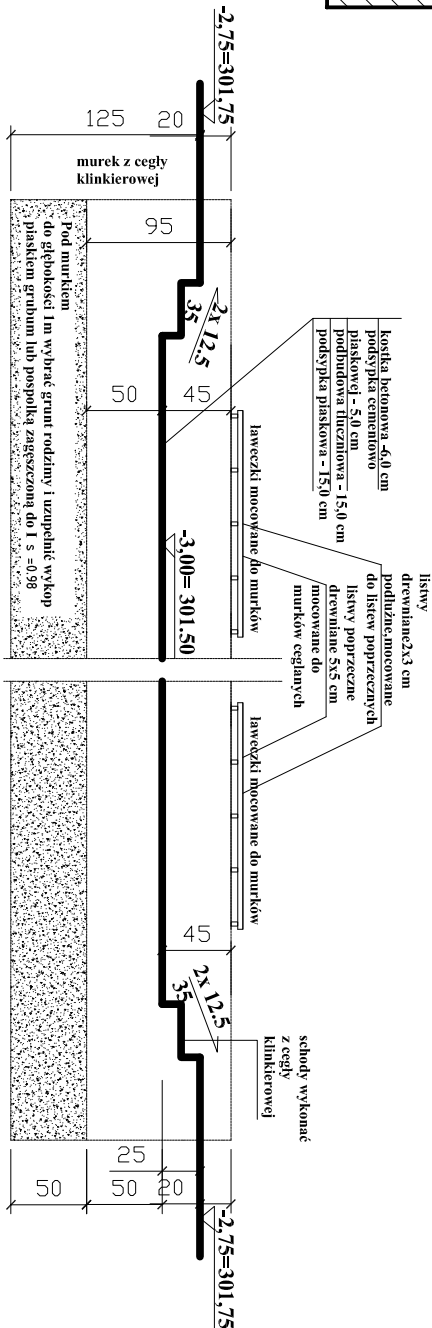 -2,75=301,75
125
20
murek z cegły
klinkierowej
95
Pod murkiem
do głębokości 1m wybrać grunt rodzimy i uzupełnić wykop
piaskiem grubum lub pospolką zagęszczoną do I s =0.98
2x 12.5
35
50
45
kostka betonowa -6,0 cm
podsypka cementowo
piaskowej - 5,0 cm
podbudowa tłuczniowa - 15,0 cm
podsypka piaskowa - 15,0 cm
ławeczki mocowane do murków
-3,00= 301.50
listwy
drewniane2x3 cm
podłużne,mocowane
do listew poprzecznych
listwy poprzeczne
drewniane 5x5 cm
mocowane do
murków ceglanych
ławeczki mocowane do murków
45
2x 12.5
35
schody wykonać
z cegły
klinkierowej
25
50
50
20
-2,75=301,75